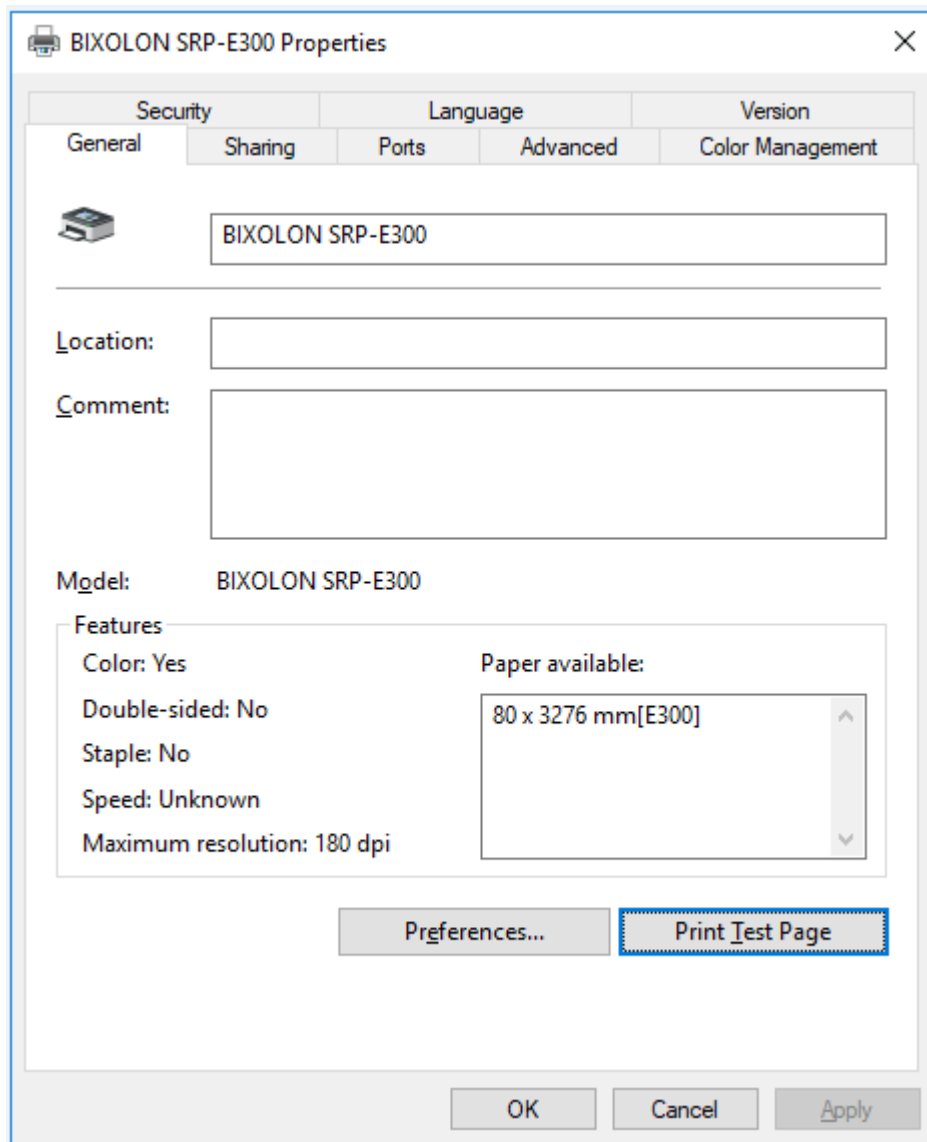 BIXOLON SRP-E300 Properties
Security Language Version
General Sharing Ports Advanced Color Management
BIXOLON SRP-E300
Location:
Comment:
Model: BIXOLON SRP-E300
Features
Color: Yes Paper available:
Double-sided: No 80 x 3276 mm[E300]
Staple: No
Speed: Unknown
Maximum resolution: 180 dpi
Preferences... Print Test Page
OK Cancel Apply